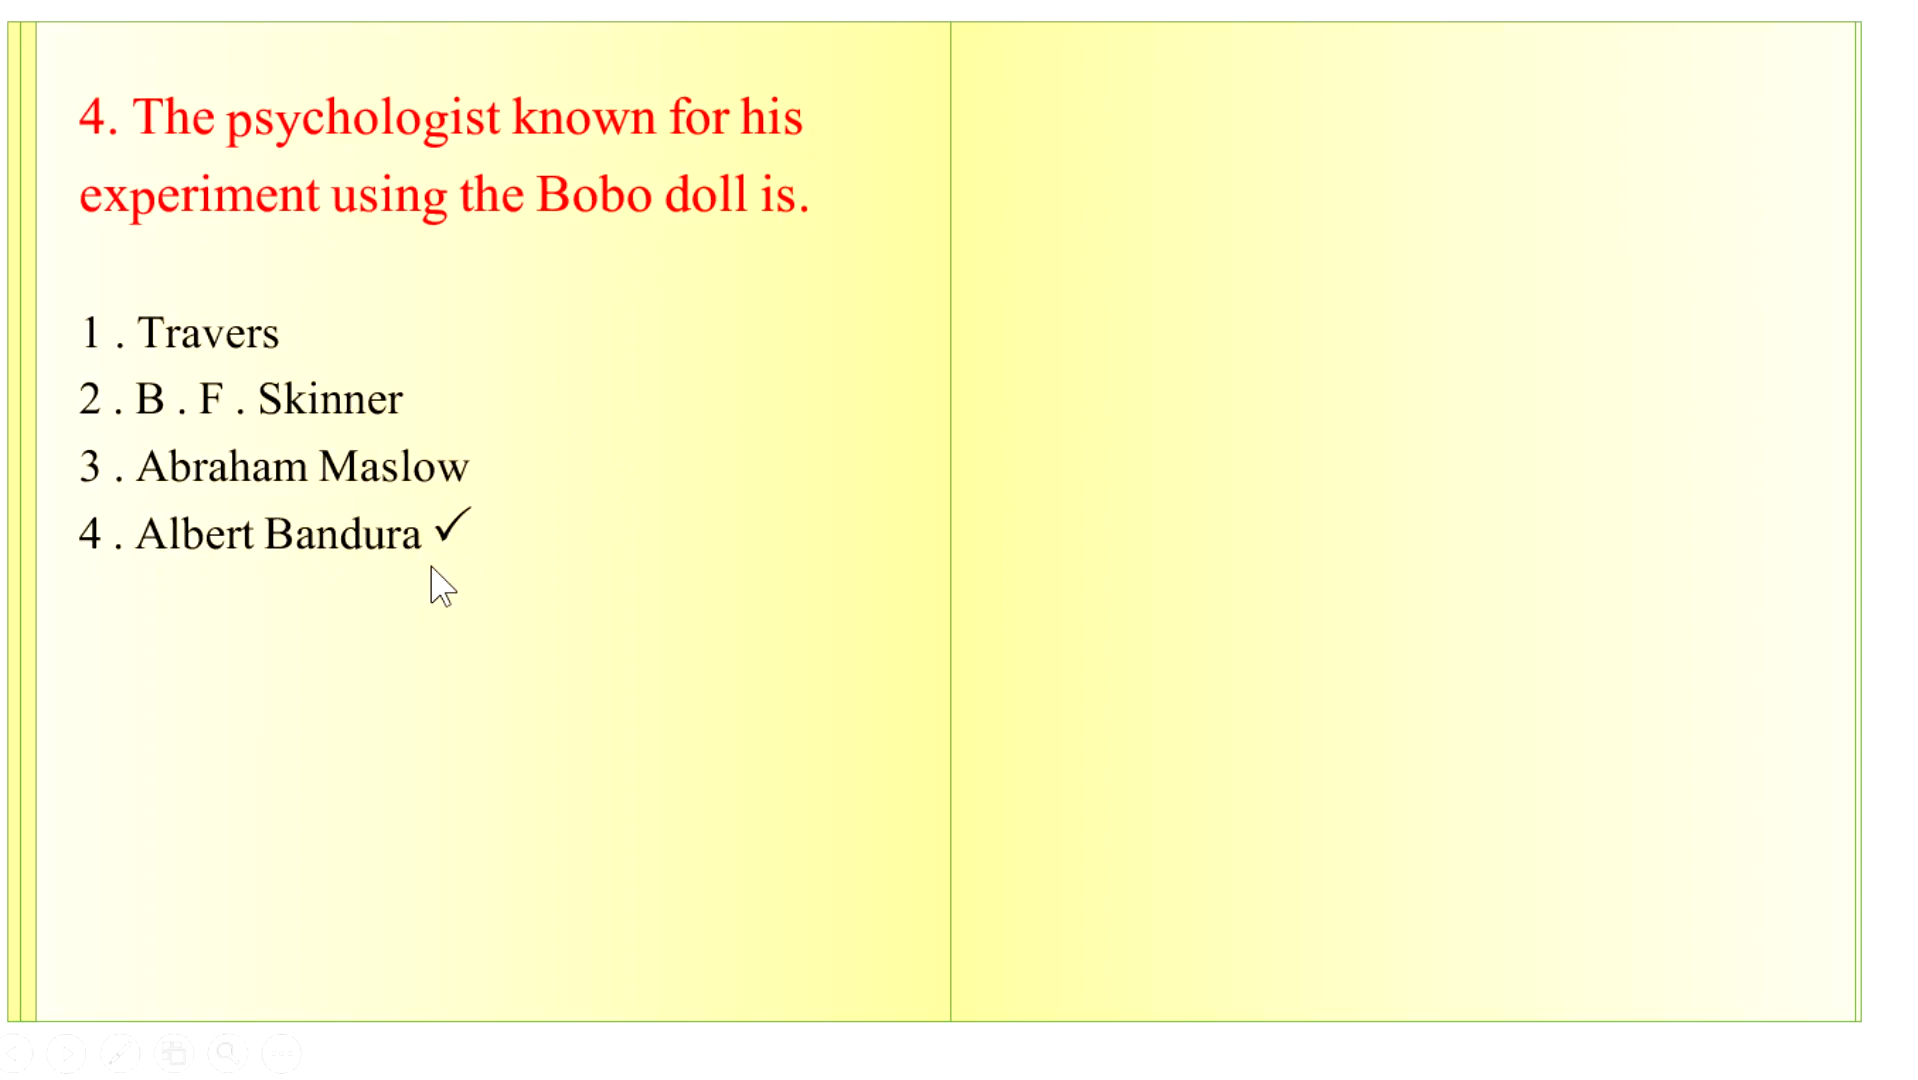 4. The psychologist known for his
experiment using the Bobo doll is.
1 . Travers
2 . B . F . Skinner
3 . Abraham Maslow
4 . Albert Bandura ✓